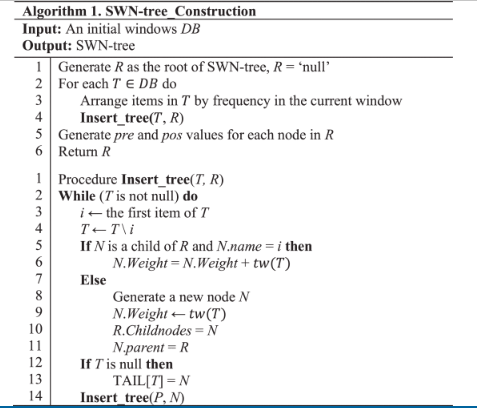 Algorithm 1. SWN-tree_Construction
Input: An initial windows DB
Output: SWN-tree
1 Generate R as the root of SWN-tree, R = ‘null’
2 For each T ∈ DB do
3 Arrange items in T by frequency in the current window
4 Insert_tree(T, R)
5 Generate pre and pos values for each node in R
6 Return R
1 Procedure Insert_tree(T, R)
2 While (T is not null) do
3 i ← the first item of T
4 T ← T \ i
5 If N is a child of R and N.name = i then
6 N.Weight = N.Weight + tw(T)
7 Else
8 Generate a new node N
9 N.Weight ← tw(T)
10 R.Childnodes = N
11 N.parent = R
12 If T is null then
13 TAIL[T] = N
14 Insert_tree(P, N)